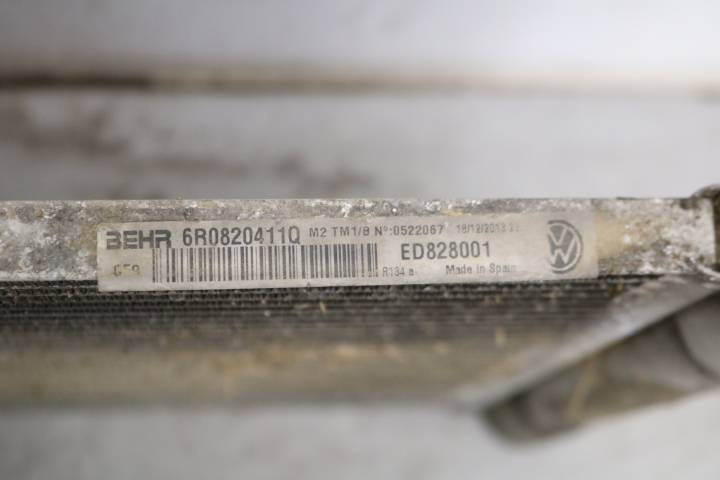 BEHR 6R0820411Q M2 TM1/B Nº:0522067 18/12/2013
ED828001
R134 a Made in Spain